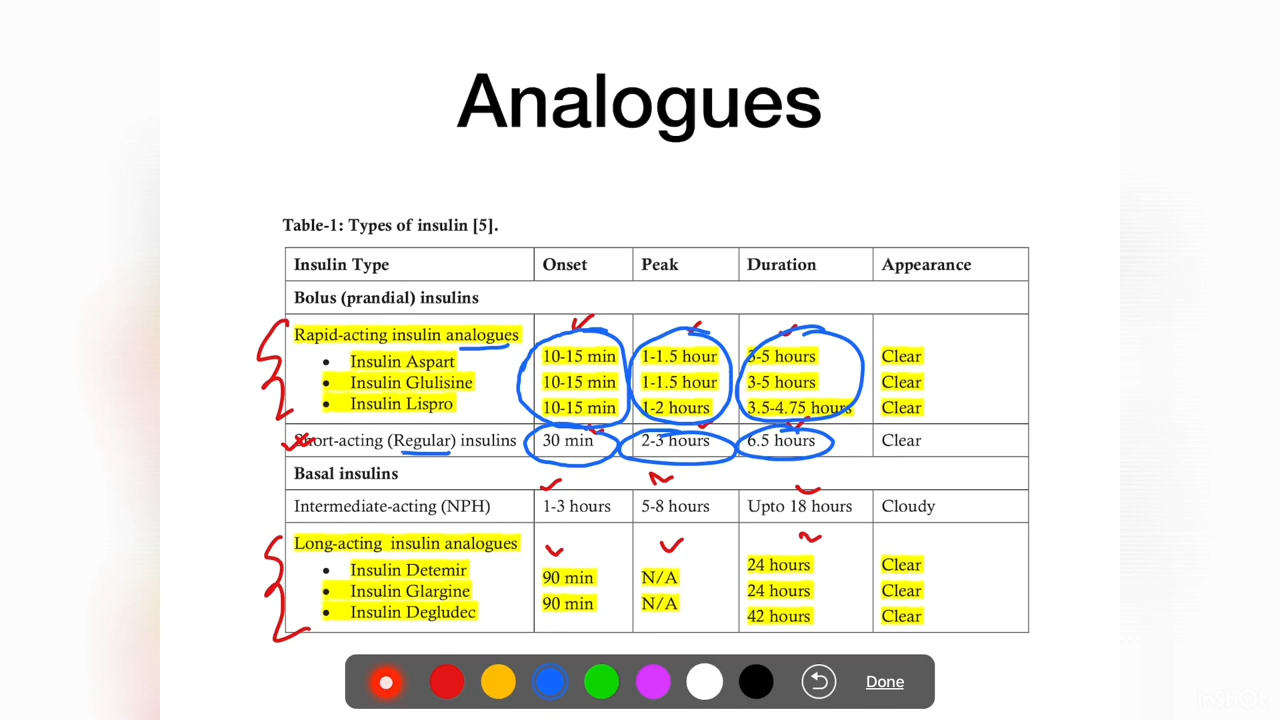 Analogues
Table-1: Types of insulin [5].
Insulin Type Onset Peak Duration Appearance
Bolus (prandial) insulins
Rapid-acting insulin analogues
• Insulin Aspart 10-15 min 1-1.5 hour 3-5 hours Clear
• Insulin Glulisine 10-15 min 1-1.5 hour 3-5 hours Clear
• Insulin Lispro 10-15 min 1-2 hours 3.5-4.75 hours Clear
Short-acting (Regular) insulins 30 min 2-3 hours 6.5 hours Clear
Basal insulins
Intermediate-acting (NPH) 1-3 hours 5-8 hours Upto 18 hours Cloudy
Long-acting insulin analogues
• Insulin Detemir 90 min N/A 24 hours Clear
• Insulin Glargine 90 min N/A 24 hours Clear
• Insulin Degludec 42 hours Clear
Done
InShOt